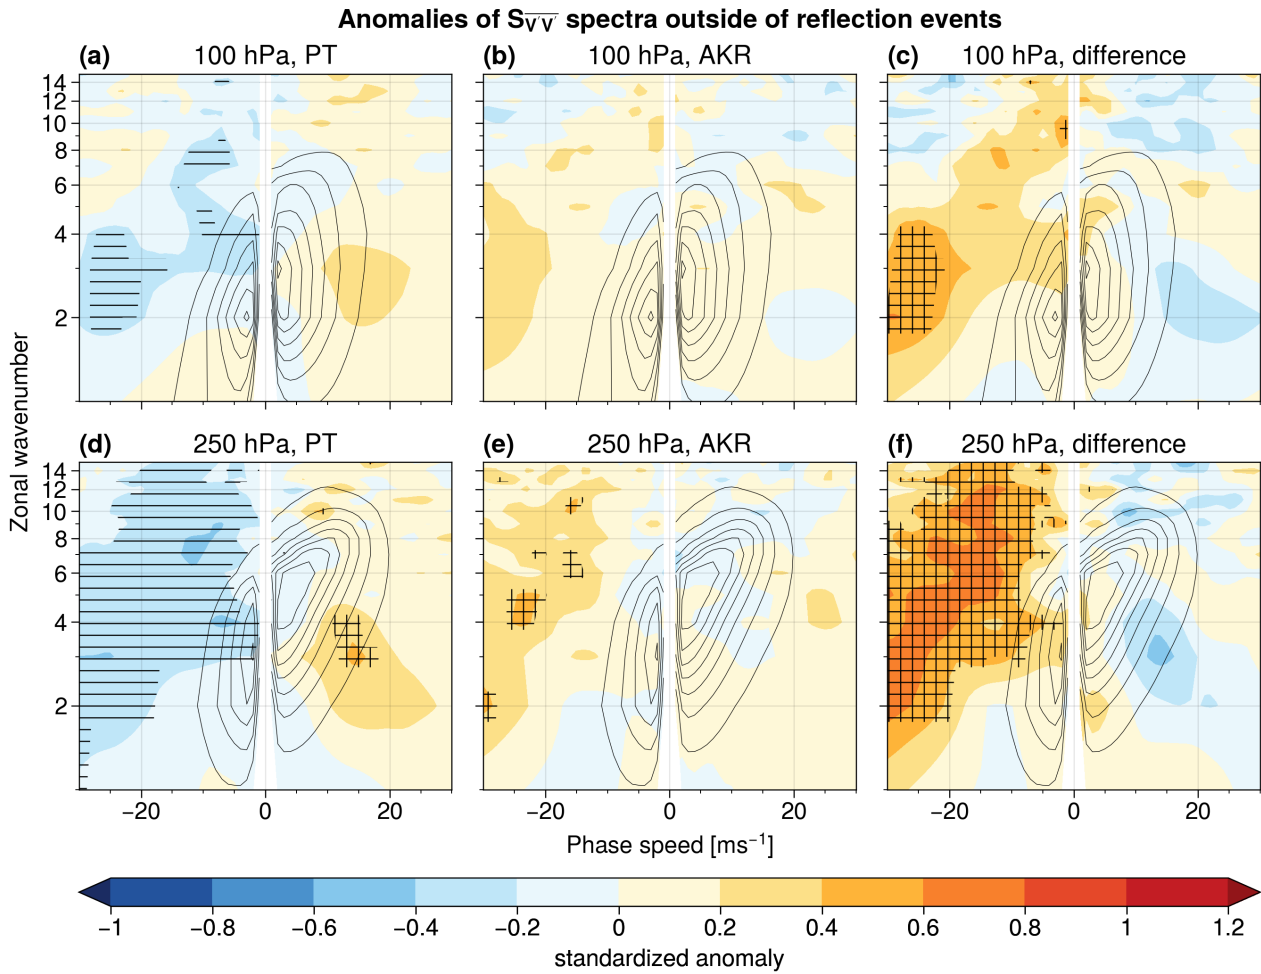 Anomalies of S_v′v′ spectra outside of reflection events
(a) 100 hPa, PT
(b) 100 hPa, AKR
(c) 100 hPa, difference
14
12
10
8
6
4
2
(d) 250 hPa, PT
(e) 250 hPa, AKR
(f) 250 hPa, difference
14
12
10
8
6
4
2
Zonal wavenumber
−20 0 20
−20 0 20
−20 0 20
Phase speed [ms⁻¹]
−1 −0.8 −0.6 −0.4 −0.2 0 0.2 0.4 0.6 0.8 1 1.2
standardized anomaly